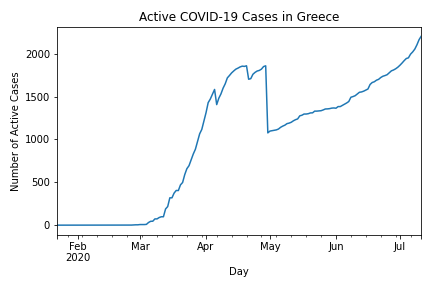 Active COVID-19 Cases in Greece
Number of Active Cases
2000
1500
1000
500
0
Feb
2020
Mar
Apr
May
Jun
Jul
Day